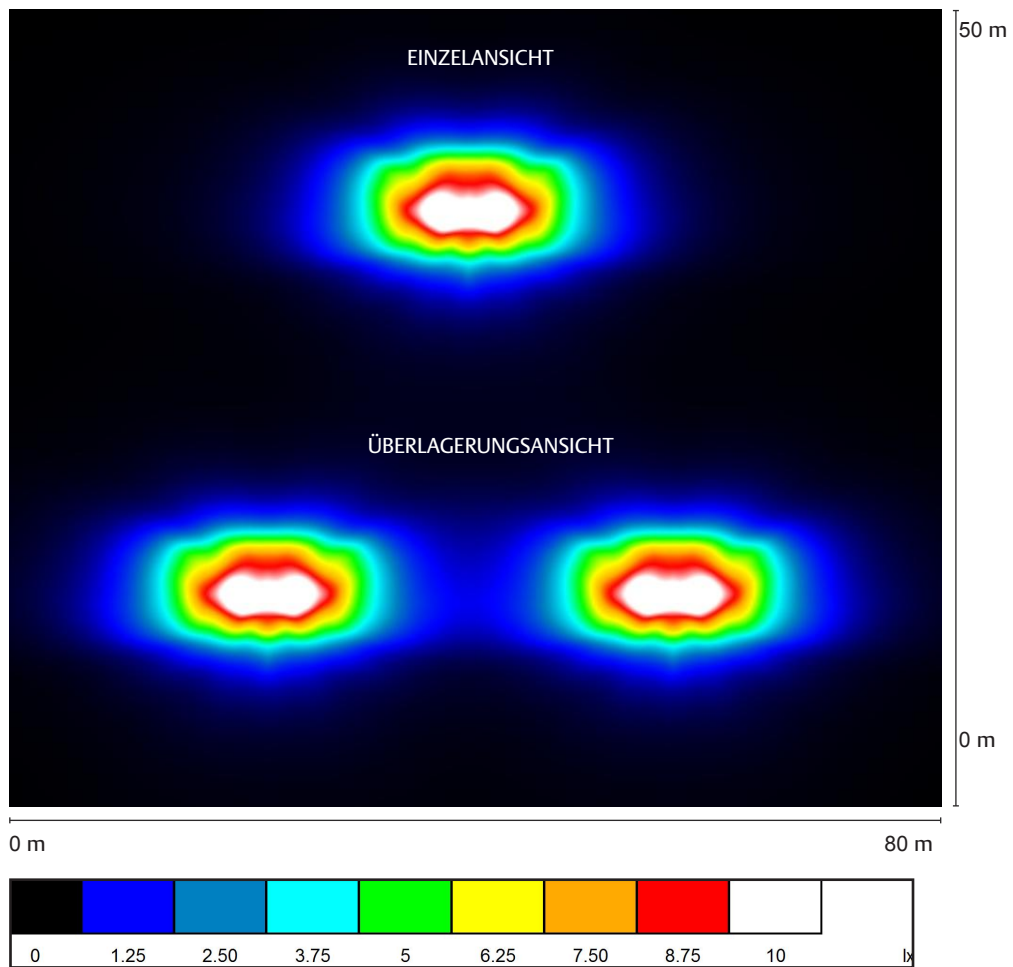 50 m
EINZELANSICHT
ÜBERLAGERUNGSANSICHT
0 m
0 m 80 m
0 1.25 2.50 3.75 5 6.25 7.50 8.75 10 lx